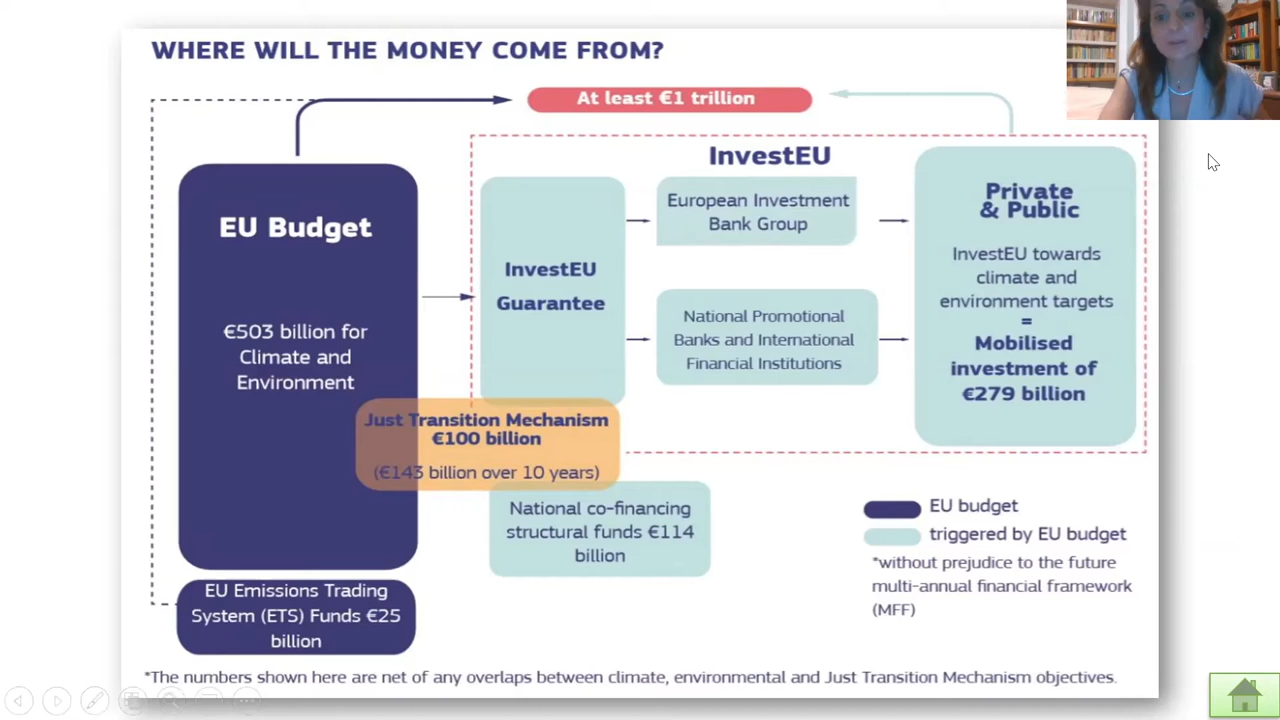 WHERE WILL THE MONEY COME FROM?
At least €1 trillion
EU Budget
€503 billion for
Climate and
Environment
InvestEU
InvestEU
Guarantee
European Investment
Bank Group
National Promotional
Banks and International
Financial Institutions
Private
& Public
InvestEU towards
climate and
environment targets
=
Mobilised
investment of
€279 billion
Just Transition Mechanism
€100 billion
(€143 billion over 10 years)
National co-financing
structural funds €114
billion
EU Emissions Trading
System (ETS) Funds €25
billion
EU budget
triggered by EU budget
*without prejudice to the future
multi-annual financial framework
(MFF)
*The numbers shown here are net of any overlaps between climate, environmental and Just Transition Mechanism objectives.